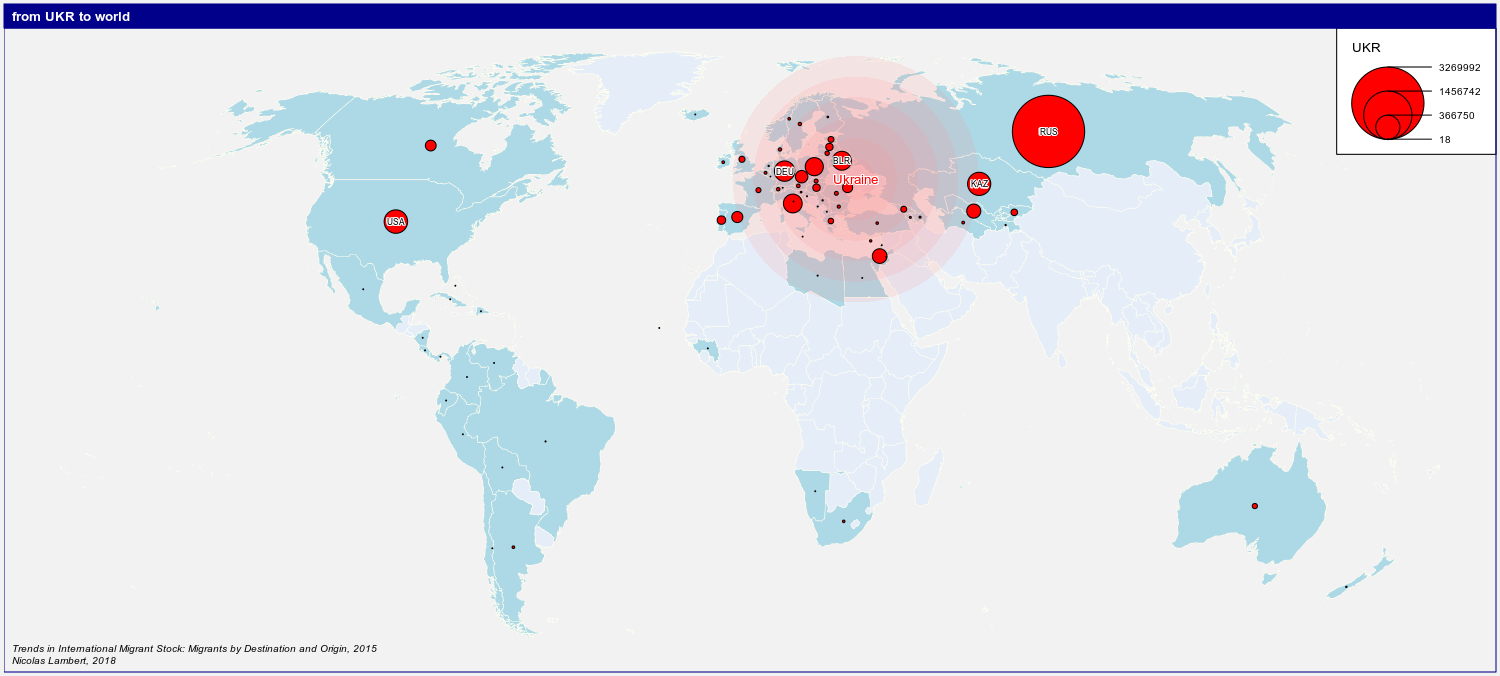 from UKR to world
UKR
3269992
1456742
366750
18
RUS
BLR
DEU
Ukraine
KAZ
USA
Trends in International Migrant Stock: Migrants by Destination and Origin, 2015
Nicolas Lambert, 2018